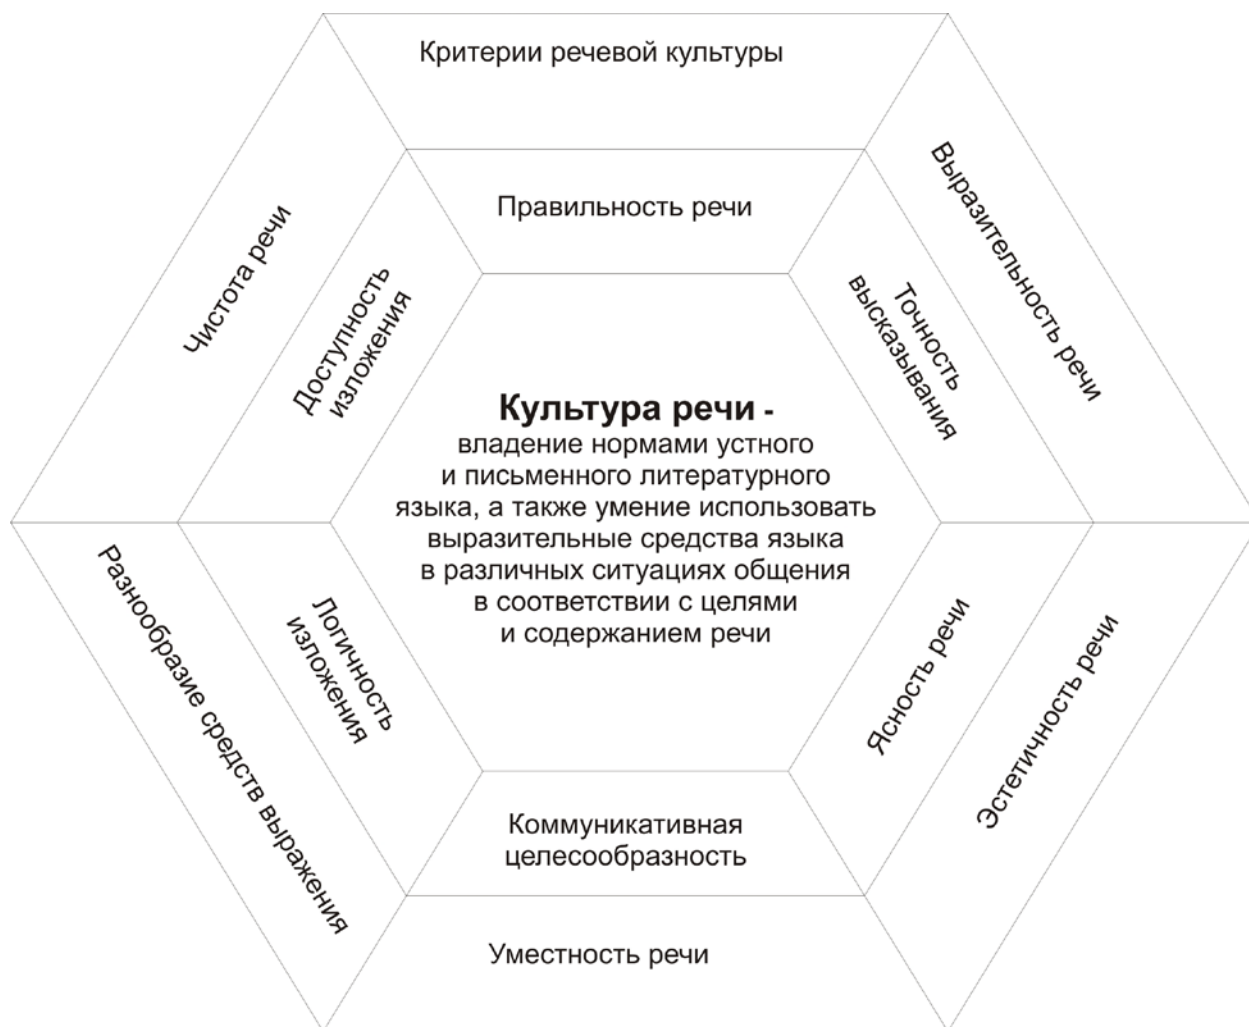 Критерии речевой культуры
Правильность речи
Чистота речи
Доступность
изложения
Точность
высказывания
Выразительность речи
Культура речи -
владение нормами устного
и письменного литературного
языка, а также умение использовать
выразительные средства языка
в различных ситуациях общения
в соответствии с целями
и содержанием речи
Разнообразие средств выражения
Логичность
изложения
Ясность речи
Эстетичность речи
Коммуникативная
целесообразность
Уместность речи